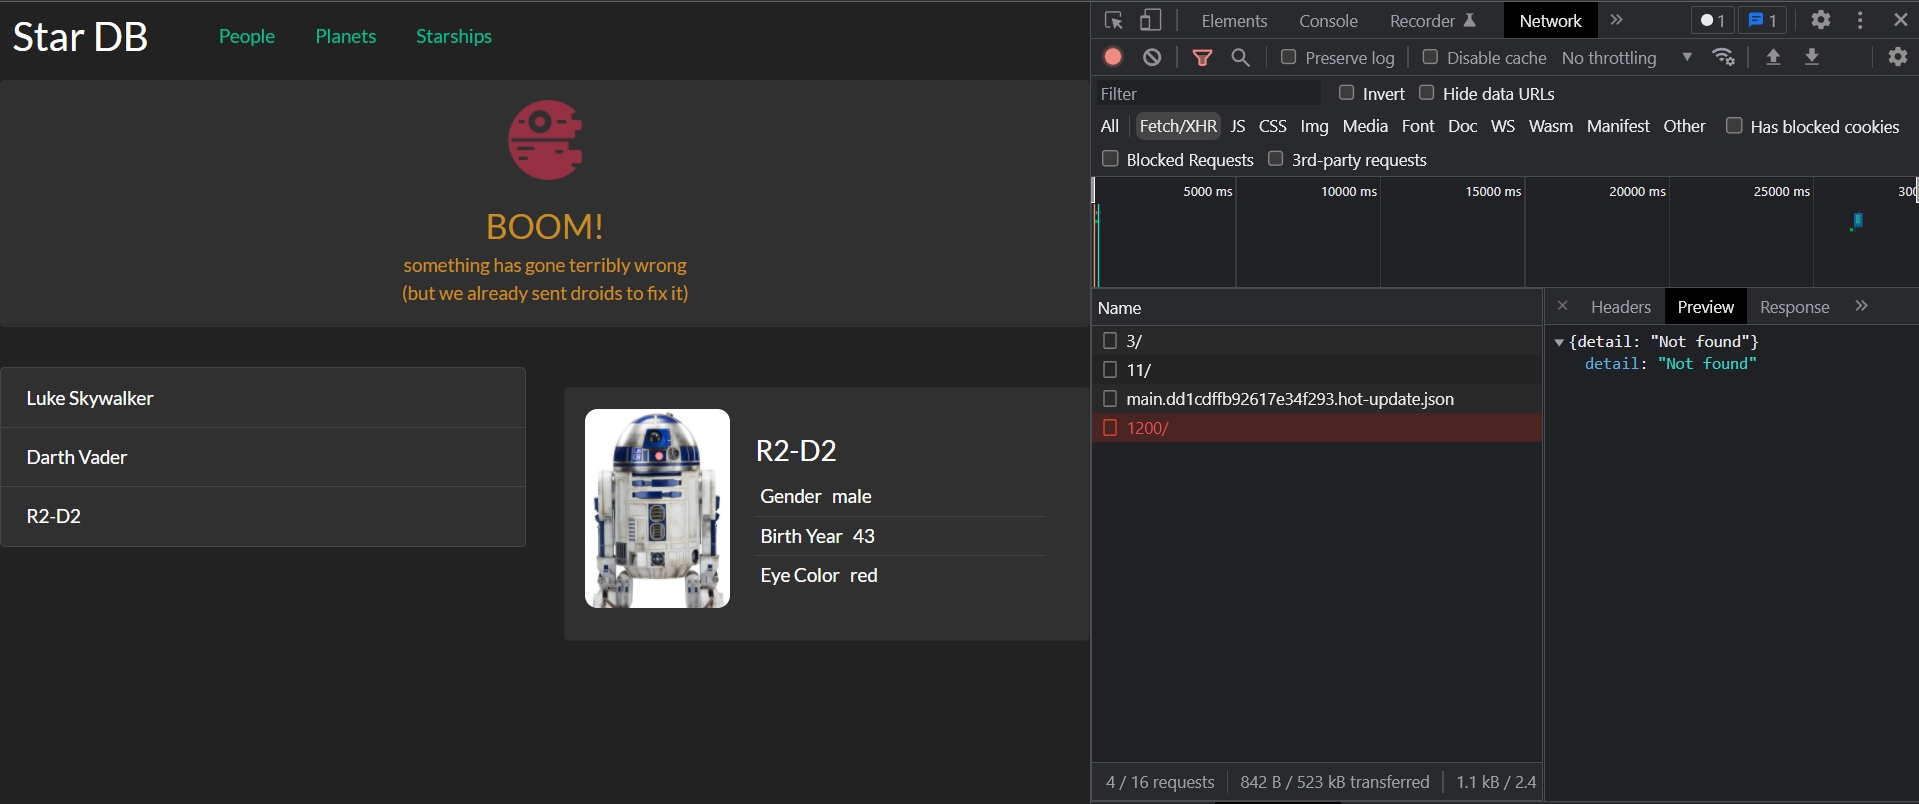 Star DB People Planets Starships
BOOM!
something has gone terribly wrong
(but we already sent droids to fix it)
Luke Skywalker
Darth Vader
R2-D2
R2-D2
Gender male
Birth Year 43
Eye Color red
Elements Console Recorder Network » 1 1
Preserve log Disable cache No throttling
Filter Invert Hide data URLs
All Fetch/XHR JS CSS Img Media Font Doc WS Wasm Manifest Other Has blocked cookies
Blocked Requests 3rd-party requests
5000 ms 10000 ms 15000 ms 20000 ms 25000 ms 300
Name
3/
11/
main.dd1cdffb92617e34f293.hot-update.json
1200/
× Headers Preview Response »
{detail: "Not found"}
detail: "Not found"
4 / 16 requests 842 B / 523 kB transferred 1.1 kB / 2.4